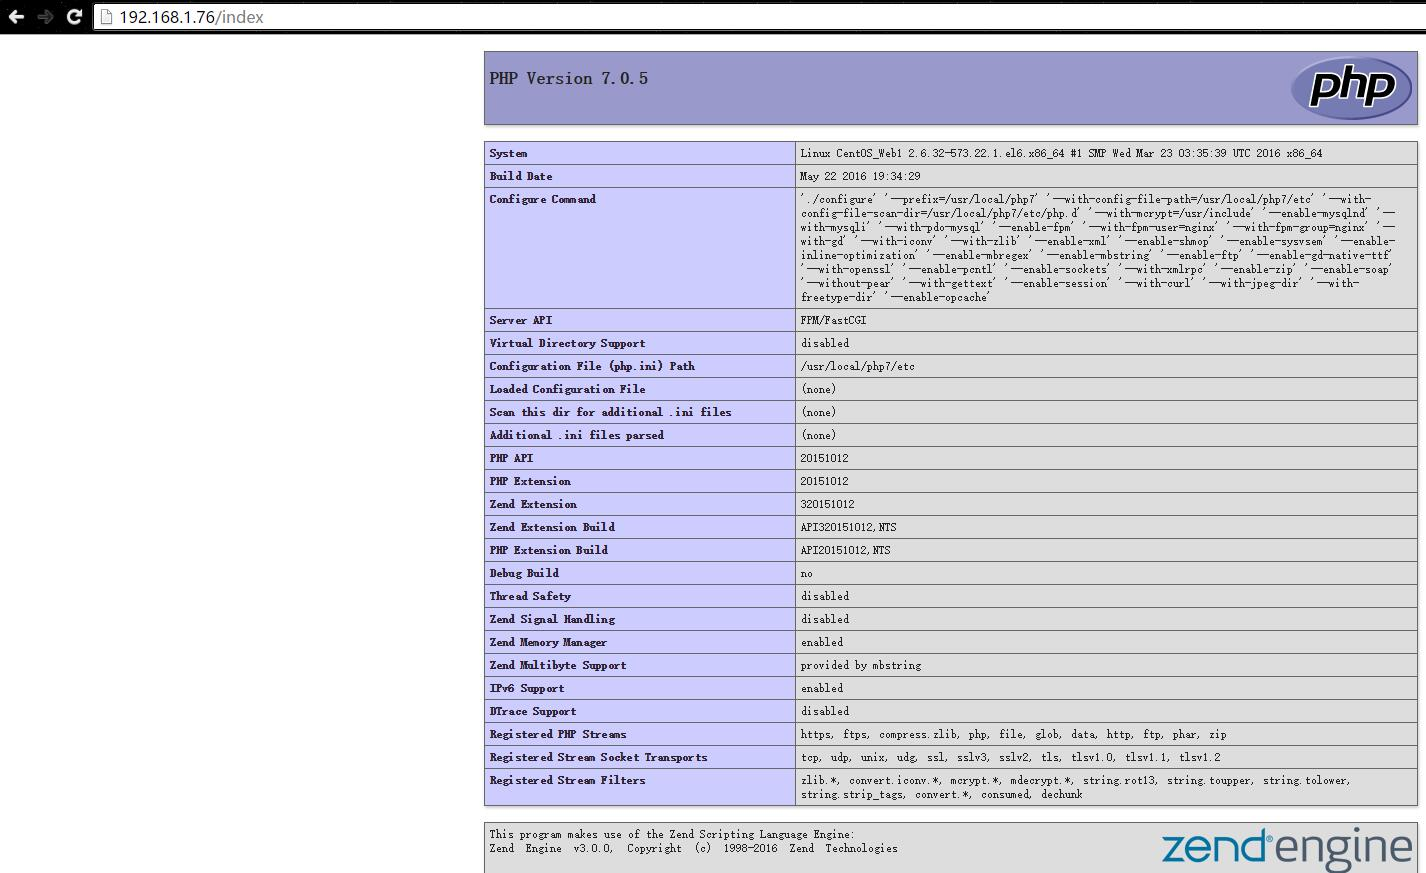 192.168.1.76/index
PHP Version 7.0.5
php
System Linux CentOS_Web1 2.6.32-573.22.1.el6.x86_64 #1 SMP Wed Mar 23 03:35:39 UTC 2016 x86_64
Build Date May 22 2016 19:34:29
Configure Command './configure' '--prefix=/usr/local/php7' '--with-config-file-path=/usr/local/php7/etc' '--with-
config-file-scan-dir=/usr/local/php7/etc/php.d' '--with-mcrypt=/usr/include' '--enable-mysqlnd' '--
with-mysqli' '--with-pdo-mysql' '--enable-fpm' '--with-fpm-user=nginx' '--with-fpm-group=nginx' '--
with-gd' '--with-iconv' '--with-zlib' '--enable-xml' '--enable-shmop' '--enable-sysvsem' '--enable-
inline-optimization' '--enable-mbregex' '--enable-mbstring' '--enable-ftp' '--enable-gd-native-ttf'
'--with-openssl' '--enable-pcntl' '--enable-sockets' '--with-xmlrpc' '--enable-zip' '--enable-soap'
'--without-pear' '--with-gettext' '--enable-session' '--with-curl' '--with-jpeg-dir' '--with-
freetype-dir' '--enable-opcache'
Server API FPM/FastCGI
Virtual Directory Support disabled
Configuration File (php.ini) Path /usr/local/php7/etc
Loaded Configuration File (none)
Scan this dir for additional .ini files (none)
Additional .ini files parsed (none)
PHP API 20151012
PHP Extension 20151012
Zend Extension 320151012
Zend Extension Build API320151012,NTS
PHP Extension Build API20151012,NTS
Debug Build no
Thread Safety disabled
Zend Signal Handling disabled
Zend Memory Manager enabled
Zend Multibyte Support provided by mbstring
IPv6 Support enabled
DTrace Support disabled
Registered PHP Streams https, ftps, compress.zlib, php, file, glob, data, http, ftp, phar, zip
Registered Stream Socket Transports tcp, udp, unix, udg, ssl, sslv3, sslv2, tls, tlsv1.0, tlsv1.1, tlsv1.2
Registered Stream Filters zlib.*, convert.iconv.*, mcrypt.*, mdecrypt.*, string.rot13, string.toupper, string.tolower,
string.strip_tags, convert.*, consumed, dechunk
This program makes use of the Zend Scripting Language Engine:
Zend Engine v3.0.0, Copyright (c) 1998-2016 Zend Technologies
zend® engine